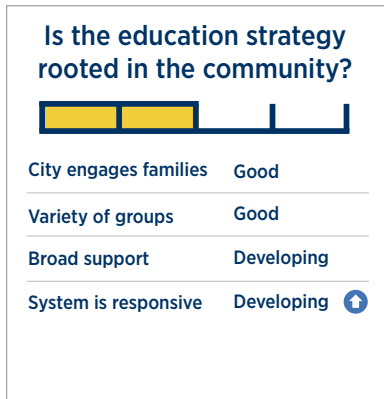 Is the education strategy
rooted in the community?
City engages families Good
Variety of groups Good
Broad support Developing
System is responsive Developing